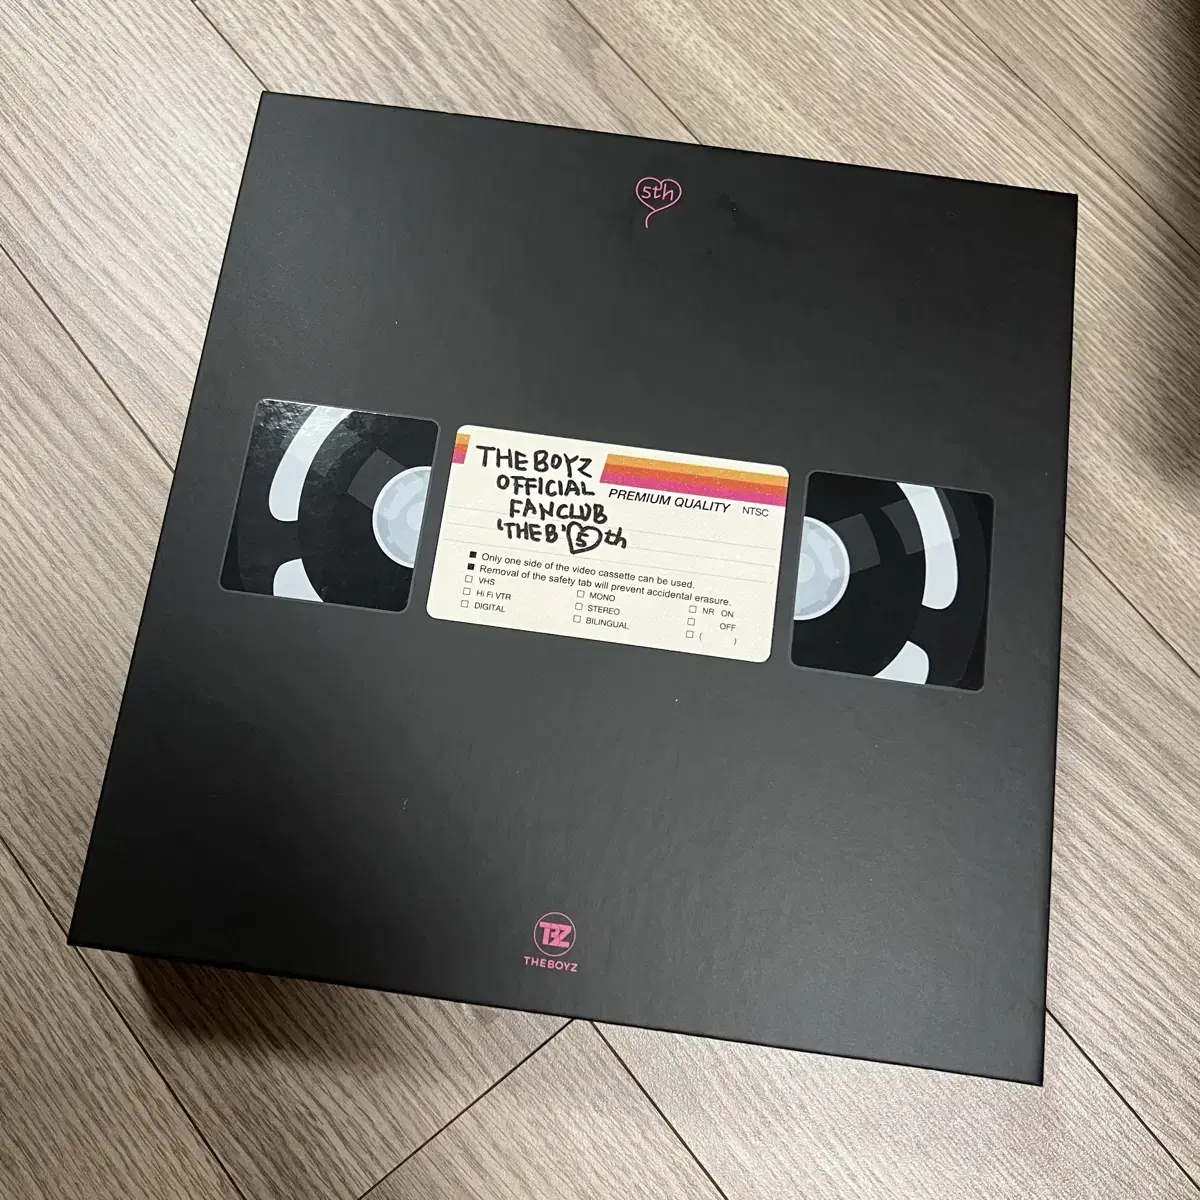 5th
THE BOYZ
OFFICIAL
FANCLUB
'THE B' 5th
PREMIUM QUALITY NTSC
■ Only one side of the video cassette can be used.
■ Removal of the safety tab will prevent accidental erasure.
□ VHS □ MONO □ NR ON
□ Hi Fi VTR □ STEREO □ OFF
□ DIGITAL □ BILINGUAL □ ( )
TBZ
THEBOYZ